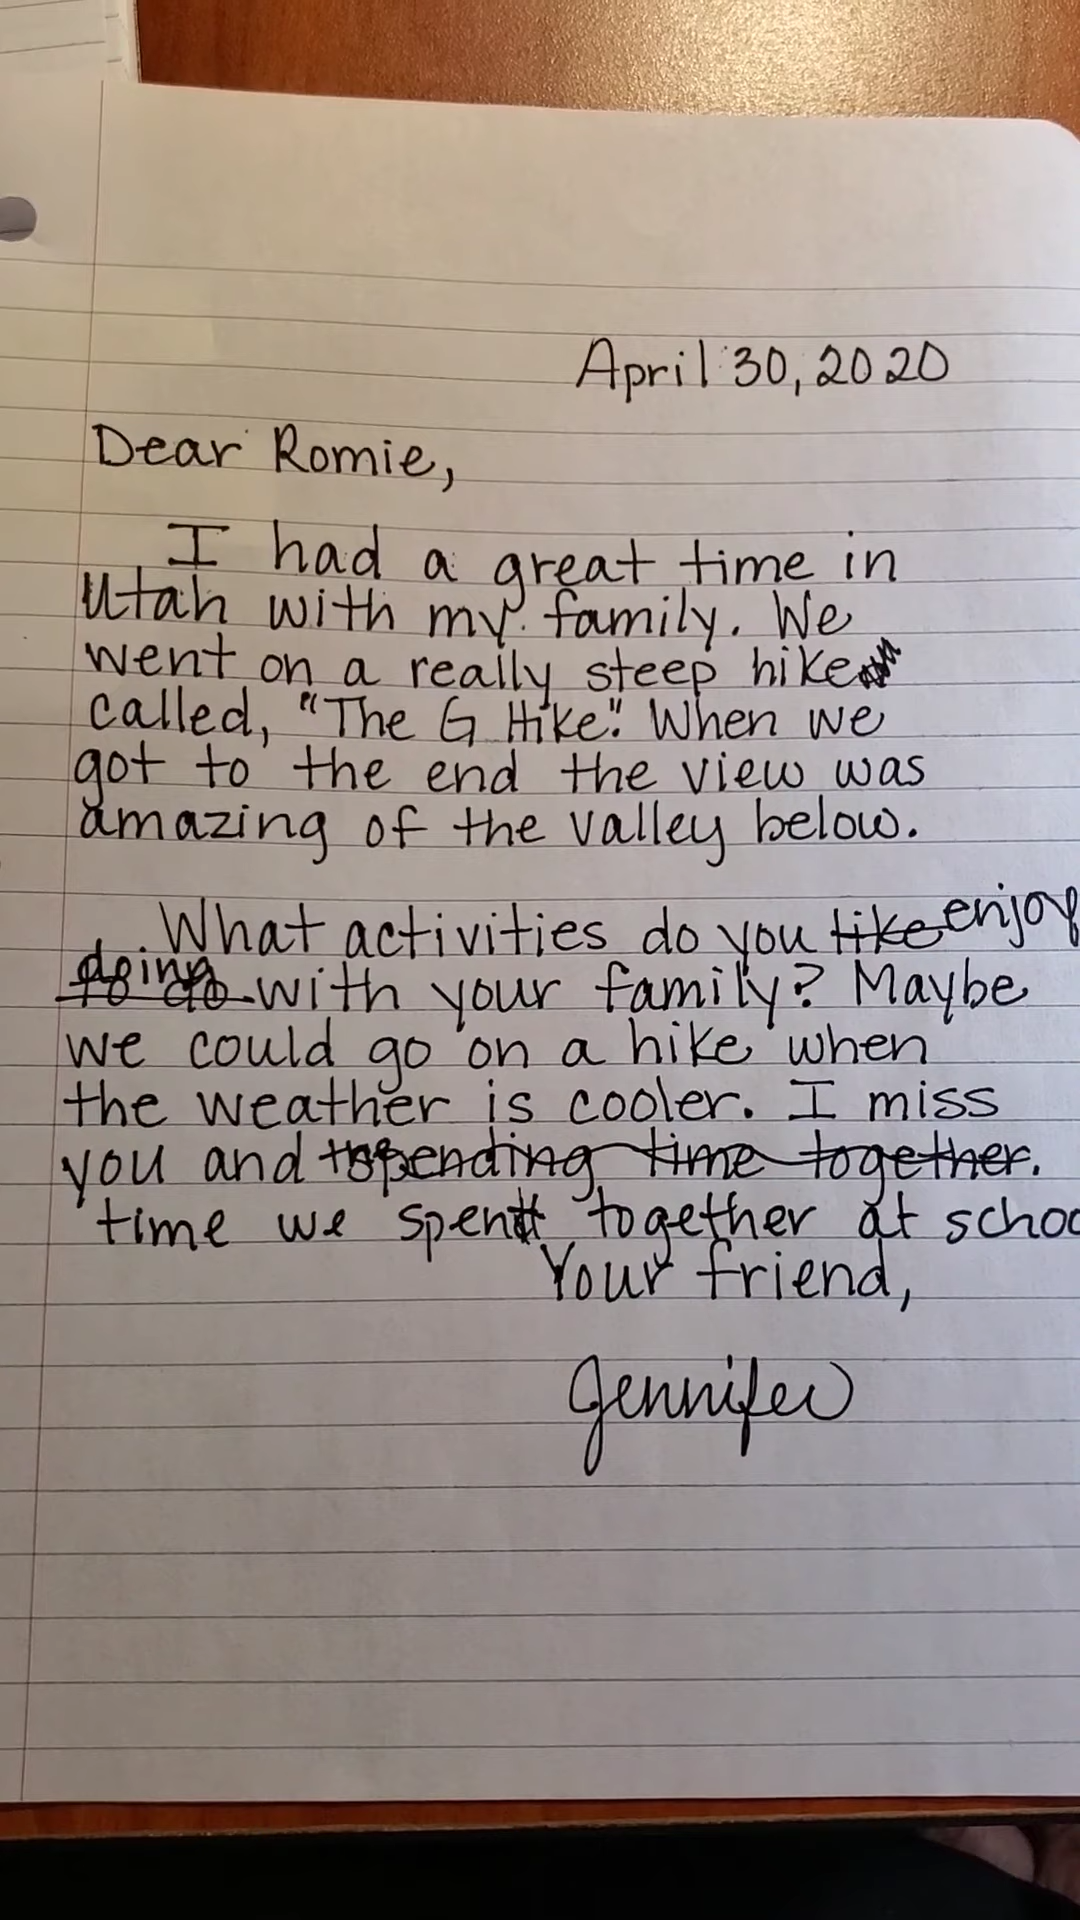 April 30, 2020
Dear Romie,
I had a great time in
Utah with my family. We
went on a really steep hike
called, "The G Hike". When we
got to the end the view was
amazing of the valley below.
What activities do you like enjoy
doing to do with your family? Maybe
we could go on a hike when
the weather is cooler. I miss
you and spending time together.
time we spent together at schoo
Your friend,
Jennifer